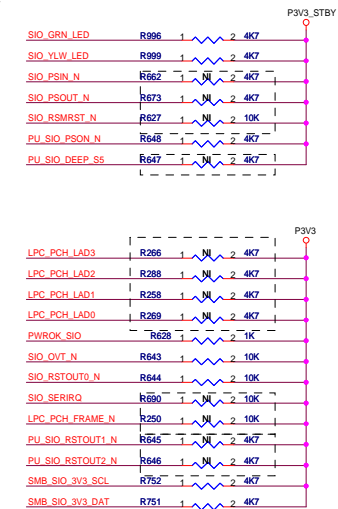 P3V3_STBY
SIO_GRN_LED R996 1 2 4K7
SIO_YLW_LED R999 1 2 4K7
SIO_PSIN_N R662 1 NI 2 4K7
SIO_PSOUT_N R673 1 NI 2 4K7
SIO_RSMRST_N R627 1 NI 2 10K
PU_SIO_PSON_N R648 1 2 4K7
PU_SIO_DEEP_S5 R647 1 NI 2 4K7
P3V3
LPC_PCH_LAD3 R266 1 NI 2 4K7
LPC_PCH_LAD2 R288 1 NI 2 4K7
LPC_PCH_LAD1 R258 1 NI 2 4K7
LPC_PCH_LAD0 R269 1 NI 2 4K7
PWROK_SIO R628 1 2 1K
SIO_OVT_N R643 1 2 10K
SIO_RSTOUT0_N R644 1 2 10K
SIO_SERIRQ R690 1 NI 2 10K
LPC_PCH_FRAME_N R250 1 NI 2 10K
PU_SIO_RSTOUT1_N R645 1 NI 2 4K7
PU_SIO_RSTOUT2_N R646 1 NI 2 4K7
SMB_SIO_3V3_SCL R752 1 2 4K7
SMB_SIO_3V3_DAT R751 1 2 4K7